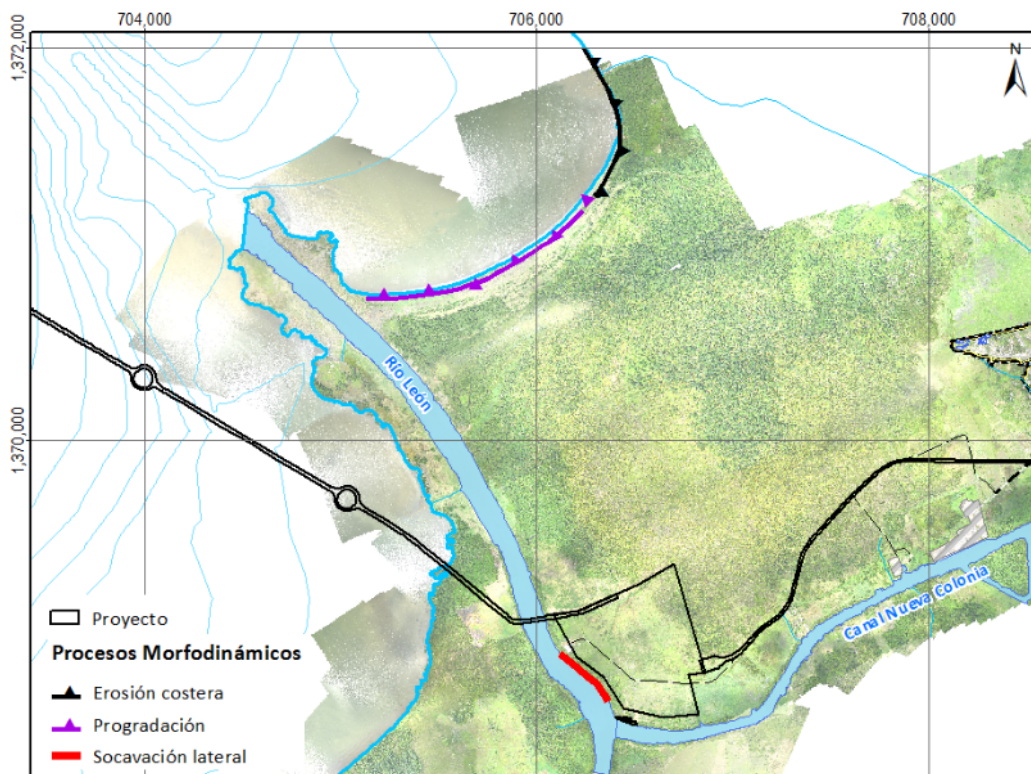 704,000 706,000 708,000
1,372,000
N
Río León
1,370,000
Canal Nueva Colonia
Proyecto
Procesos Morfodinámicos
Erosión costera
Progradación
Socavación lateral